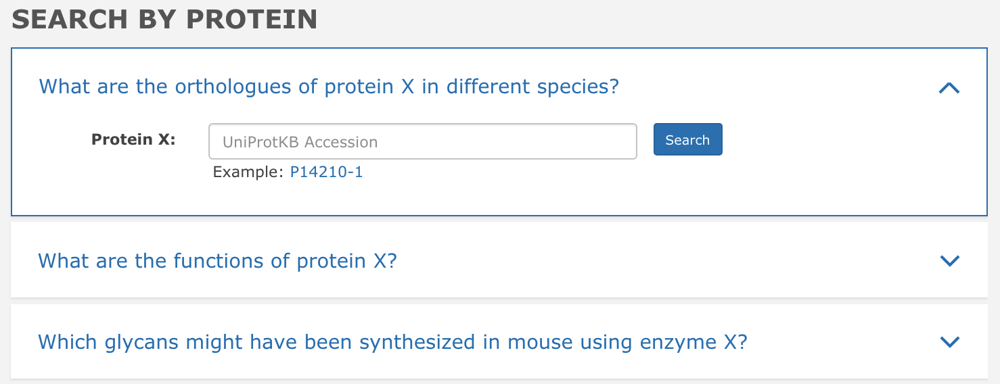 SEARCH BY PROTEIN
What are the orthologues of protein X in different species?
Protein X:
UniProtKB Accession
Search
Example: P14210-1
What are the functions of protein X?
Which glycans might have been synthesized in mouse using enzyme X?